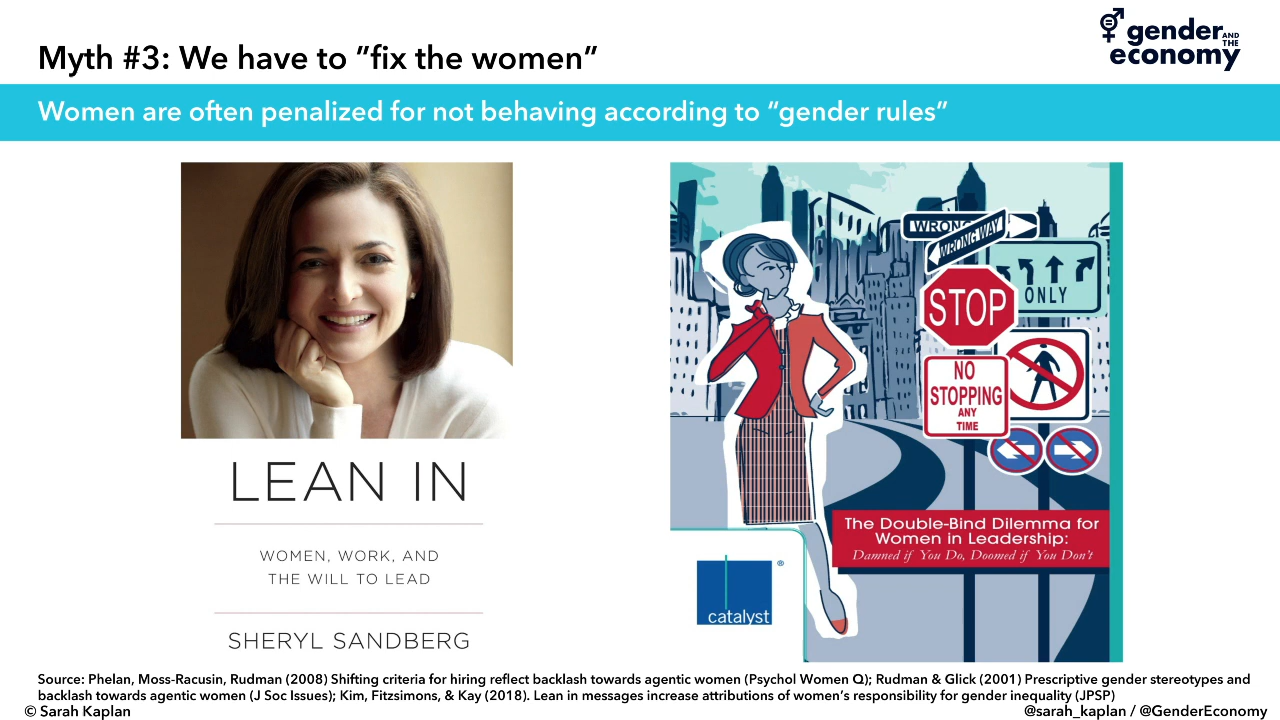 Myth #3: We have to “fix the women”
gender AND THE
economy
Women are often penalized for not behaving according to “gender rules”
LEAN IN
WOMEN, WORK, AND
THE WILL TO LEAD
SHERYL SANDBERG
WRONG
WRONG WAY
ONLY
STOP
NO
STOPPING
ANY
TIME
The Double-Bind Dilemma for
Women in Leadership:
Damned if You Do, Doomed if You Don't
catalyst
®
Source: Phelan, Moss-Racusin, Rudman (2008) Shifting criteria for hiring reflect backlash towards agentic women (Psychol Women Q); Rudman & Glick (2001) Prescriptive gender stereotypes and
backlash towards agentic women (J Soc Issues); Kim, Fitzsimons, & Kay (2018). Lean in messages increase attributions of women’s responsibility for gender inequality (JPSP)
© Sarah Kaplan
@sarah_kaplan / @GenderEconomy